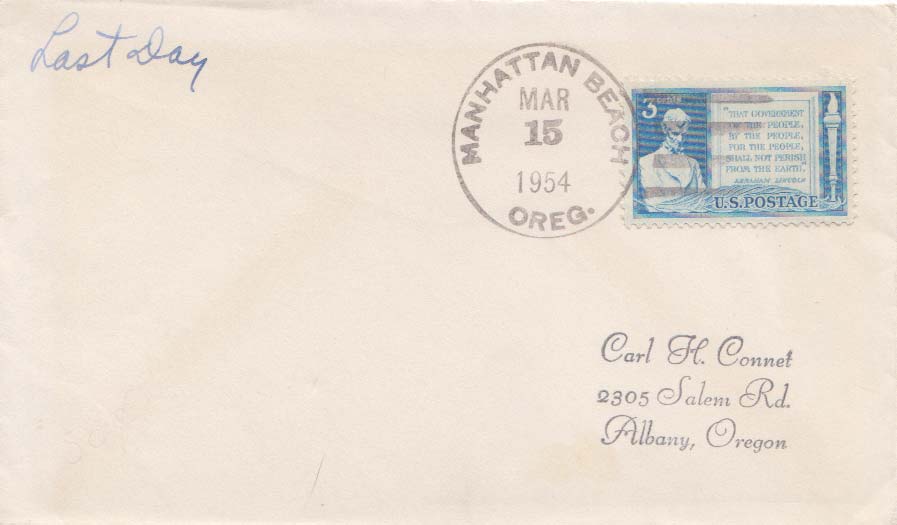 Last Day
MANHATTAN BEACH
MAR
15
1954
OREG.
3 cents
"THAT GOVERNMENT
OF THE PEOPLE,
BY THE PEOPLE,
FOR THE PEOPLE,
SHALL NOT PERISH
FROM THE EARTH."
ABRAHAM LINCOLN
U.S. POSTAGE
Carl H. Connet
2305 Salem Rd.
Albany, Oregon